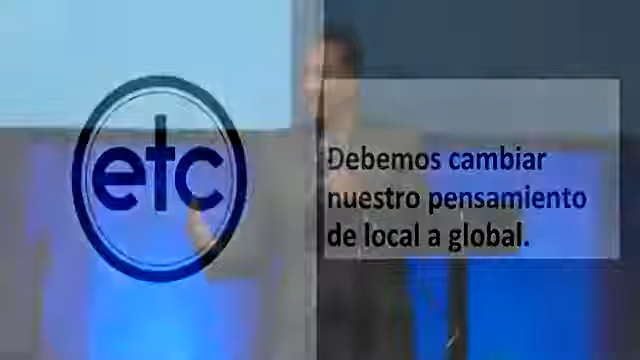 etc
Debemos cambiar
nuestro pensamiento
de local a global.